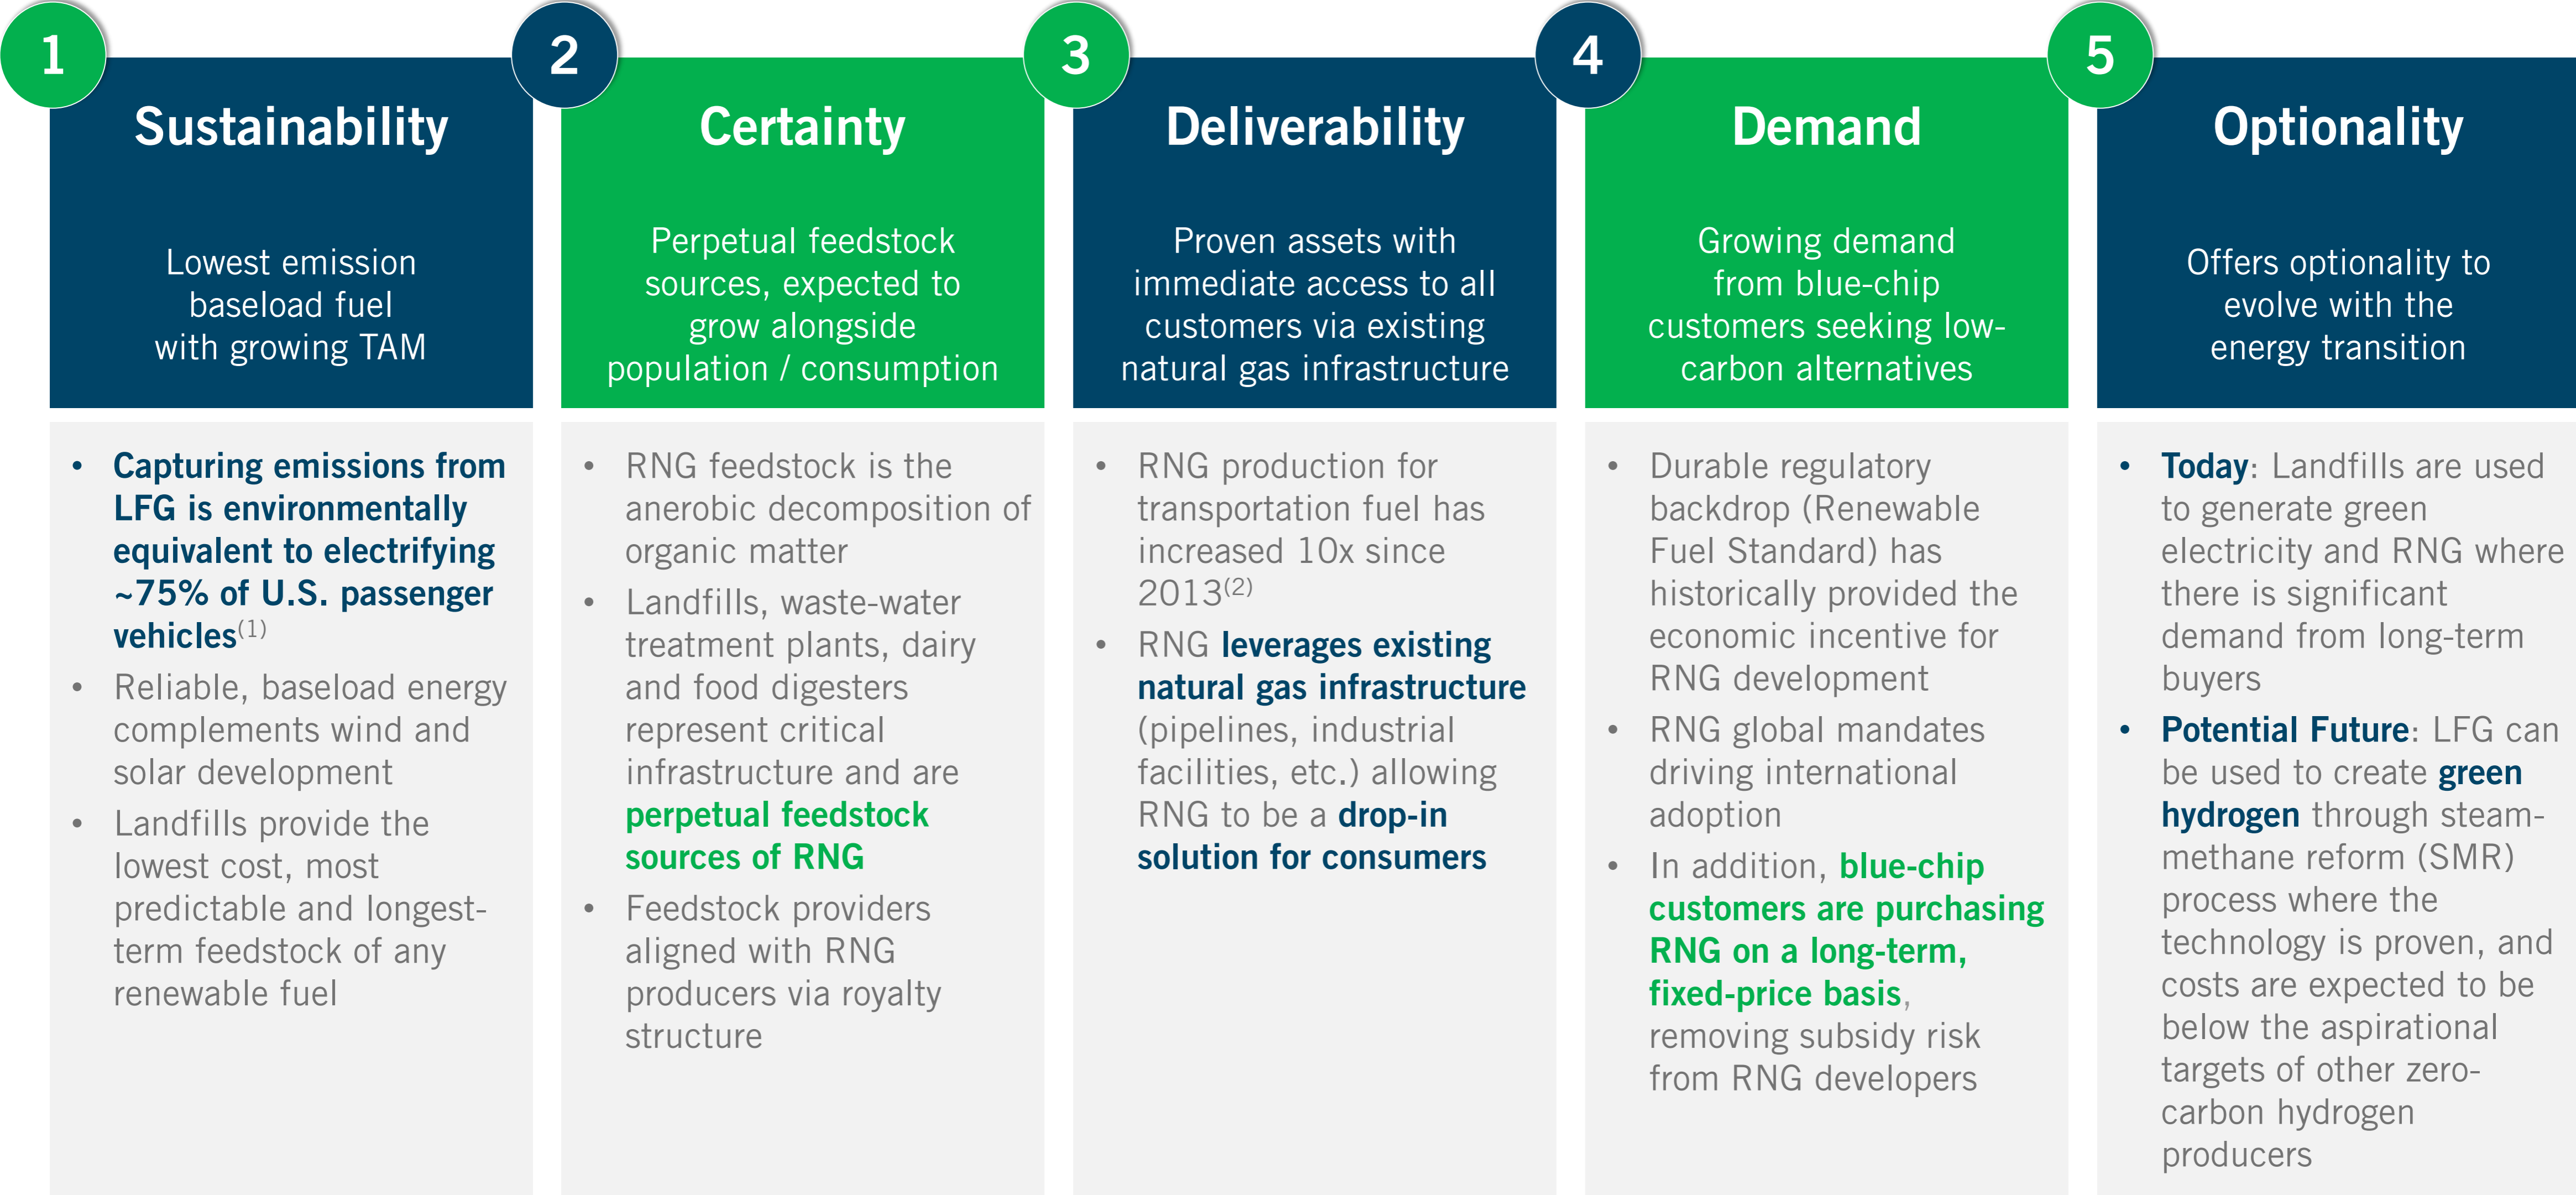 1
Sustainability
Lowest emission
baseload fuel
with growing TAM
• Capturing emissions from
LFG is environmentally
equivalent to electrifying
~75% of U.S. passenger
vehicles(1)
• Reliable, baseload energy
complements wind and
solar development
• Landfills provide the
lowest cost, most
predictable and longest-
term feedstock of any
renewable fuel
2
Certainty
Perpetual feedstock
sources, expected to
grow alongside
population / consumption
• RNG feedstock is the
anerobic decomposition of
organic matter
• Landfills, waste-water
treatment plants, dairy
and food digesters
represent critical
infrastructure and are
perpetual feedstock
sources of RNG
• Feedstock providers
aligned with RNG
producers via royalty
structure
3
Deliverability
Proven assets with
immediate access to all
customers via existing
natural gas infrastructure
• RNG production for
transportation fuel has
increased 10x since
2013(2)
• RNG leverages existing
natural gas infrastructure
(pipelines, industrial
facilities, etc.) allowing
RNG to be a drop-in
solution for consumers
4
Demand
Growing demand
from blue-chip
customers seeking low-
carbon alternatives
• Durable regulatory
backdrop (Renewable
Fuel Standard) has
historically provided the
economic incentive for
RNG development
• RNG global mandates
driving international
adoption
• In addition, blue-chip
customers are purchasing
RNG on a long-term,
fixed-price basis,
removing subsidy risk
from RNG developers
5
Optionality
Offers optionality to
evolve with the
energy transition
• Today: Landfills are used
to generate green
electricity and RNG where
there is significant
demand from long-term
buyers
• Potential Future: LFG can
be used to create green
hydrogen through steam-
methane reform (SMR)
process where the
technology is proven, and
costs are expected to be
below the aspirational
targets of other zero-
carbon hydrogen
producers